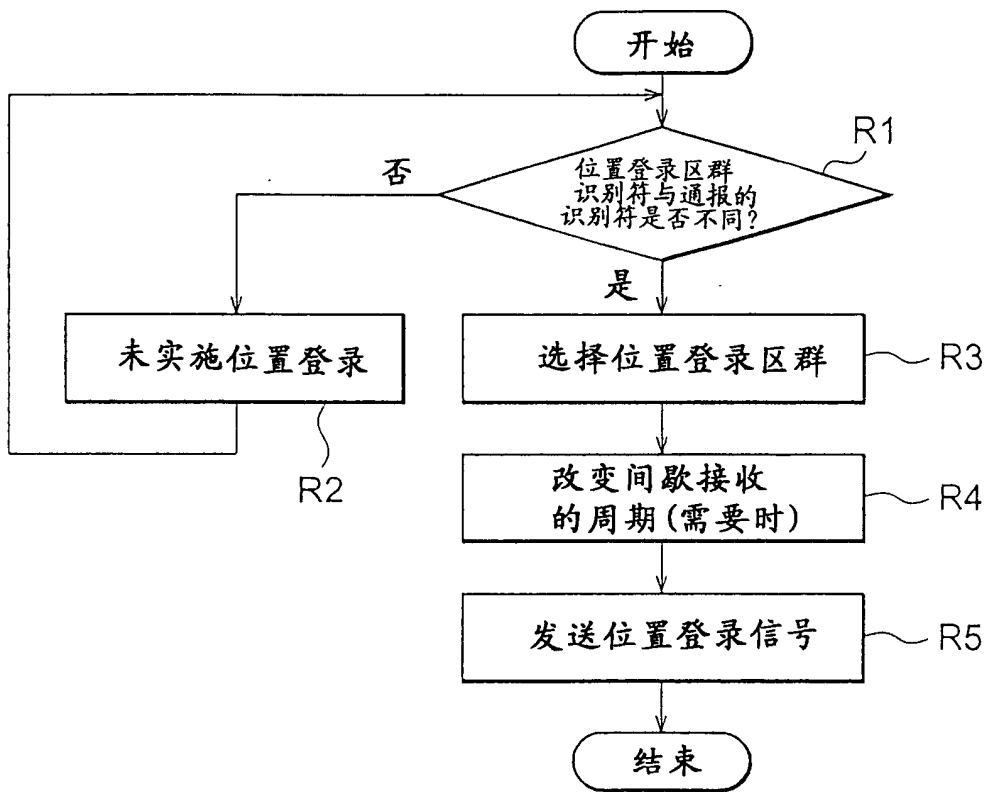 开始
R1
否
位置登录区群
识别符与通报的
识别符是否不同?
是
未实施位置登录
选择位置登录区群
R3
R2
改变间歇接收
的周期(需要时)
R4
发送位置登录信号
R5
结束